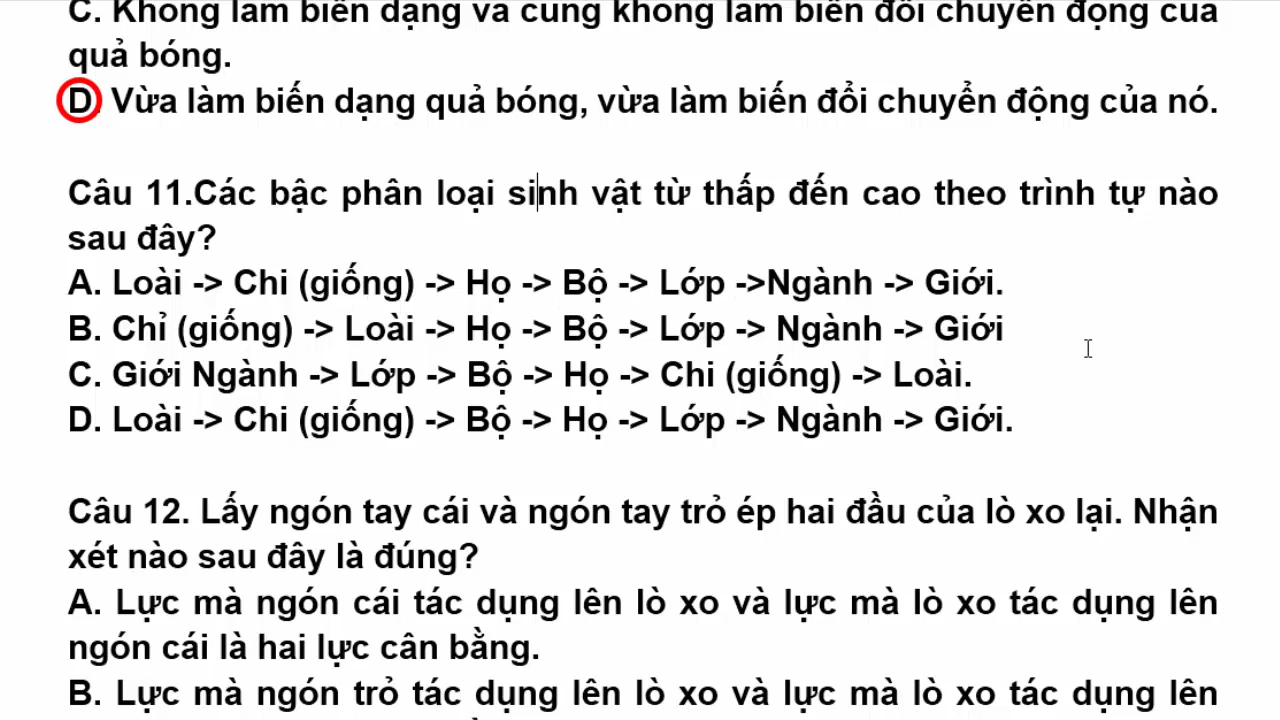 C. Không làm biến dạng và cũng không làm biến đổi chuyển động của
quả bóng.
D Vừa làm biến dạng quả bóng, vừa làm biến đổi chuyển động của nó.
Câu 11.Các bậc phân loại sinh vật từ thấp đến cao theo trình tự nào
sau đây?
A. Loài -> Chi (giống) -> Họ -> Bộ -> Lớp ->Ngành -> Giới.
B. Chỉ (giống) -> Loài -> Họ -> Bộ -> Lớp -> Ngành -> Giới
C. Giới Ngành -> Lớp -> Bộ -> Họ -> Chi (giống) -> Loài.
D. Loài -> Chi (giống) -> Bộ -> Họ -> Lớp -> Ngành -> Giới.
Câu 12. Lấy ngón tay cái và ngón tay trỏ ép hai đầu của lò xo lại. Nhận
xét nào sau đây là đúng?
A. Lực mà ngón cái tác dụng lên lò xo và lực mà lò xo tác dụng lên
ngón cái là hai lực cân bằng.
B. Lực mà ngón trỏ tác dụng lên lò xo và lực mà lò xo tác dụng lên